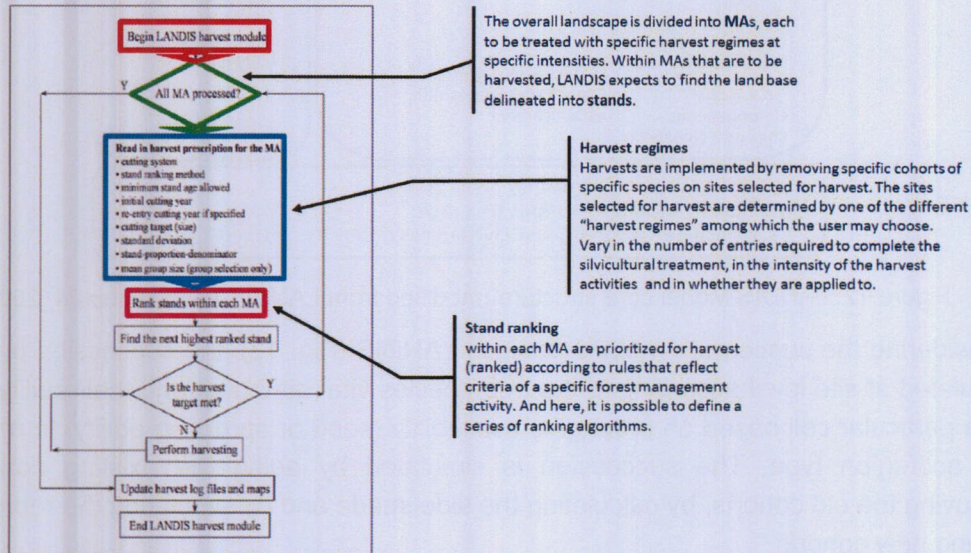 Begin LANDIS harvest module
Y
All MA processed?
Read in harvest prescription for the MA
• cutting system
• stand ranking method
• minimum stand age allowed
• initial cutting year
• re-entry cutting year if specified
• cutting target (size)
• standard deviation
• stand-proportion-denominator
• mean group size (group selection only)
Rank stands within each MA
Find the next highest ranked stand
Is the harvest
target met?
Y
N
Perform harvesting
Update harvest log files and maps
End LANDIS harvest module
The overall landscape is divided into MAs, each
to be treated with specific harvest regimes at
specific intensities. Within MAs that are to be
harvested, LANDIS expects to find the land base
delineated into stands.
Harvest regimes
Harvests are implemented by removing specific cohorts of
specific species on sites selected for harvest. The sites
selected for harvest are determined by one of the different
"harvest regimes" among which the user may choose.
Vary in the number of entries required to complete the
silvicultural treatment, in the intensity of the harvest
activities and in whether they are applied to.
Stand ranking
within each MA are prioritized for harvest
(ranked) according to rules that reflect
criteria of a specific forest management
activity. And here, it is possible to define a
series of ranking algorithms.